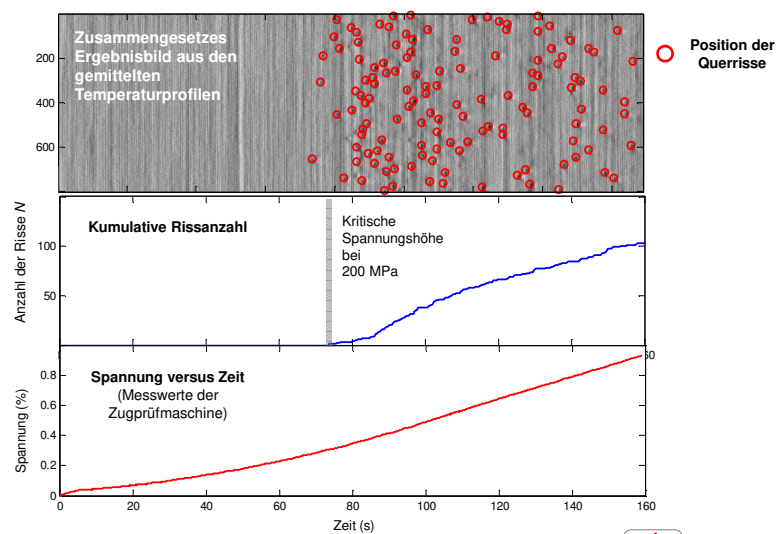 Zusammengesetzes
Ergebnisbild aus den
gemittelten
Temperaturprofilen
200
400
600
Position der
Querrisse
Kumulative Rissanzahl
Kritische
Spannungshöhe
bei
200 MPa
Anzahl der Risse N
100
50
Spannung versus Zeit
(Messwerte der
Zugprüfmaschine)
Spannung (%)
0.8
0.6
0.4
0.2
0
0 20 40 60 80 100 120 140 160
Zeit (s)